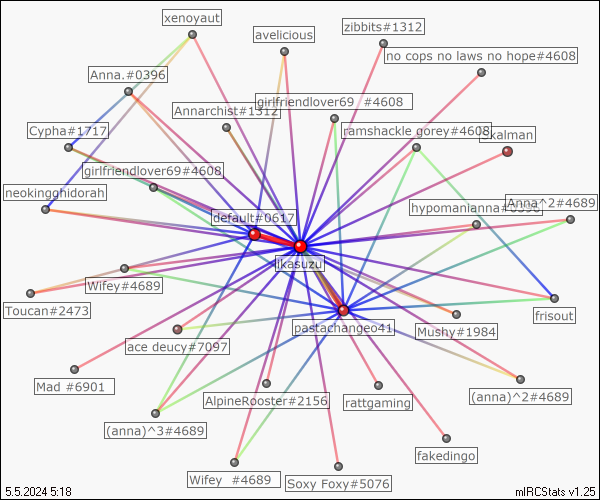 xenoyaut
avelicious
zibbits#1312
no cops no laws no hope#4608
Anna.#0396
Annarchist#1312
girlfriendlover69 #4608
Cypha#1717
ramshackle gorey#4608
kalman
girlfriendlover69#4608
neokingghidorah
default#0617
hypomanianna#0396
Anna^2#4689
ikasuzu
Wifey#4689
Toucan#2473
pastachangeo41
Mushy#1984
frisout
ace deucy#7097
Mad #6901
AlpineRooster#2156
rattgaming
(anna)^2#4689
(anna)^3#4689
fakedingo
Wifey #4689
Soxy Foxy#5076
5.5.2024 5:18
mIRCStats v1.25